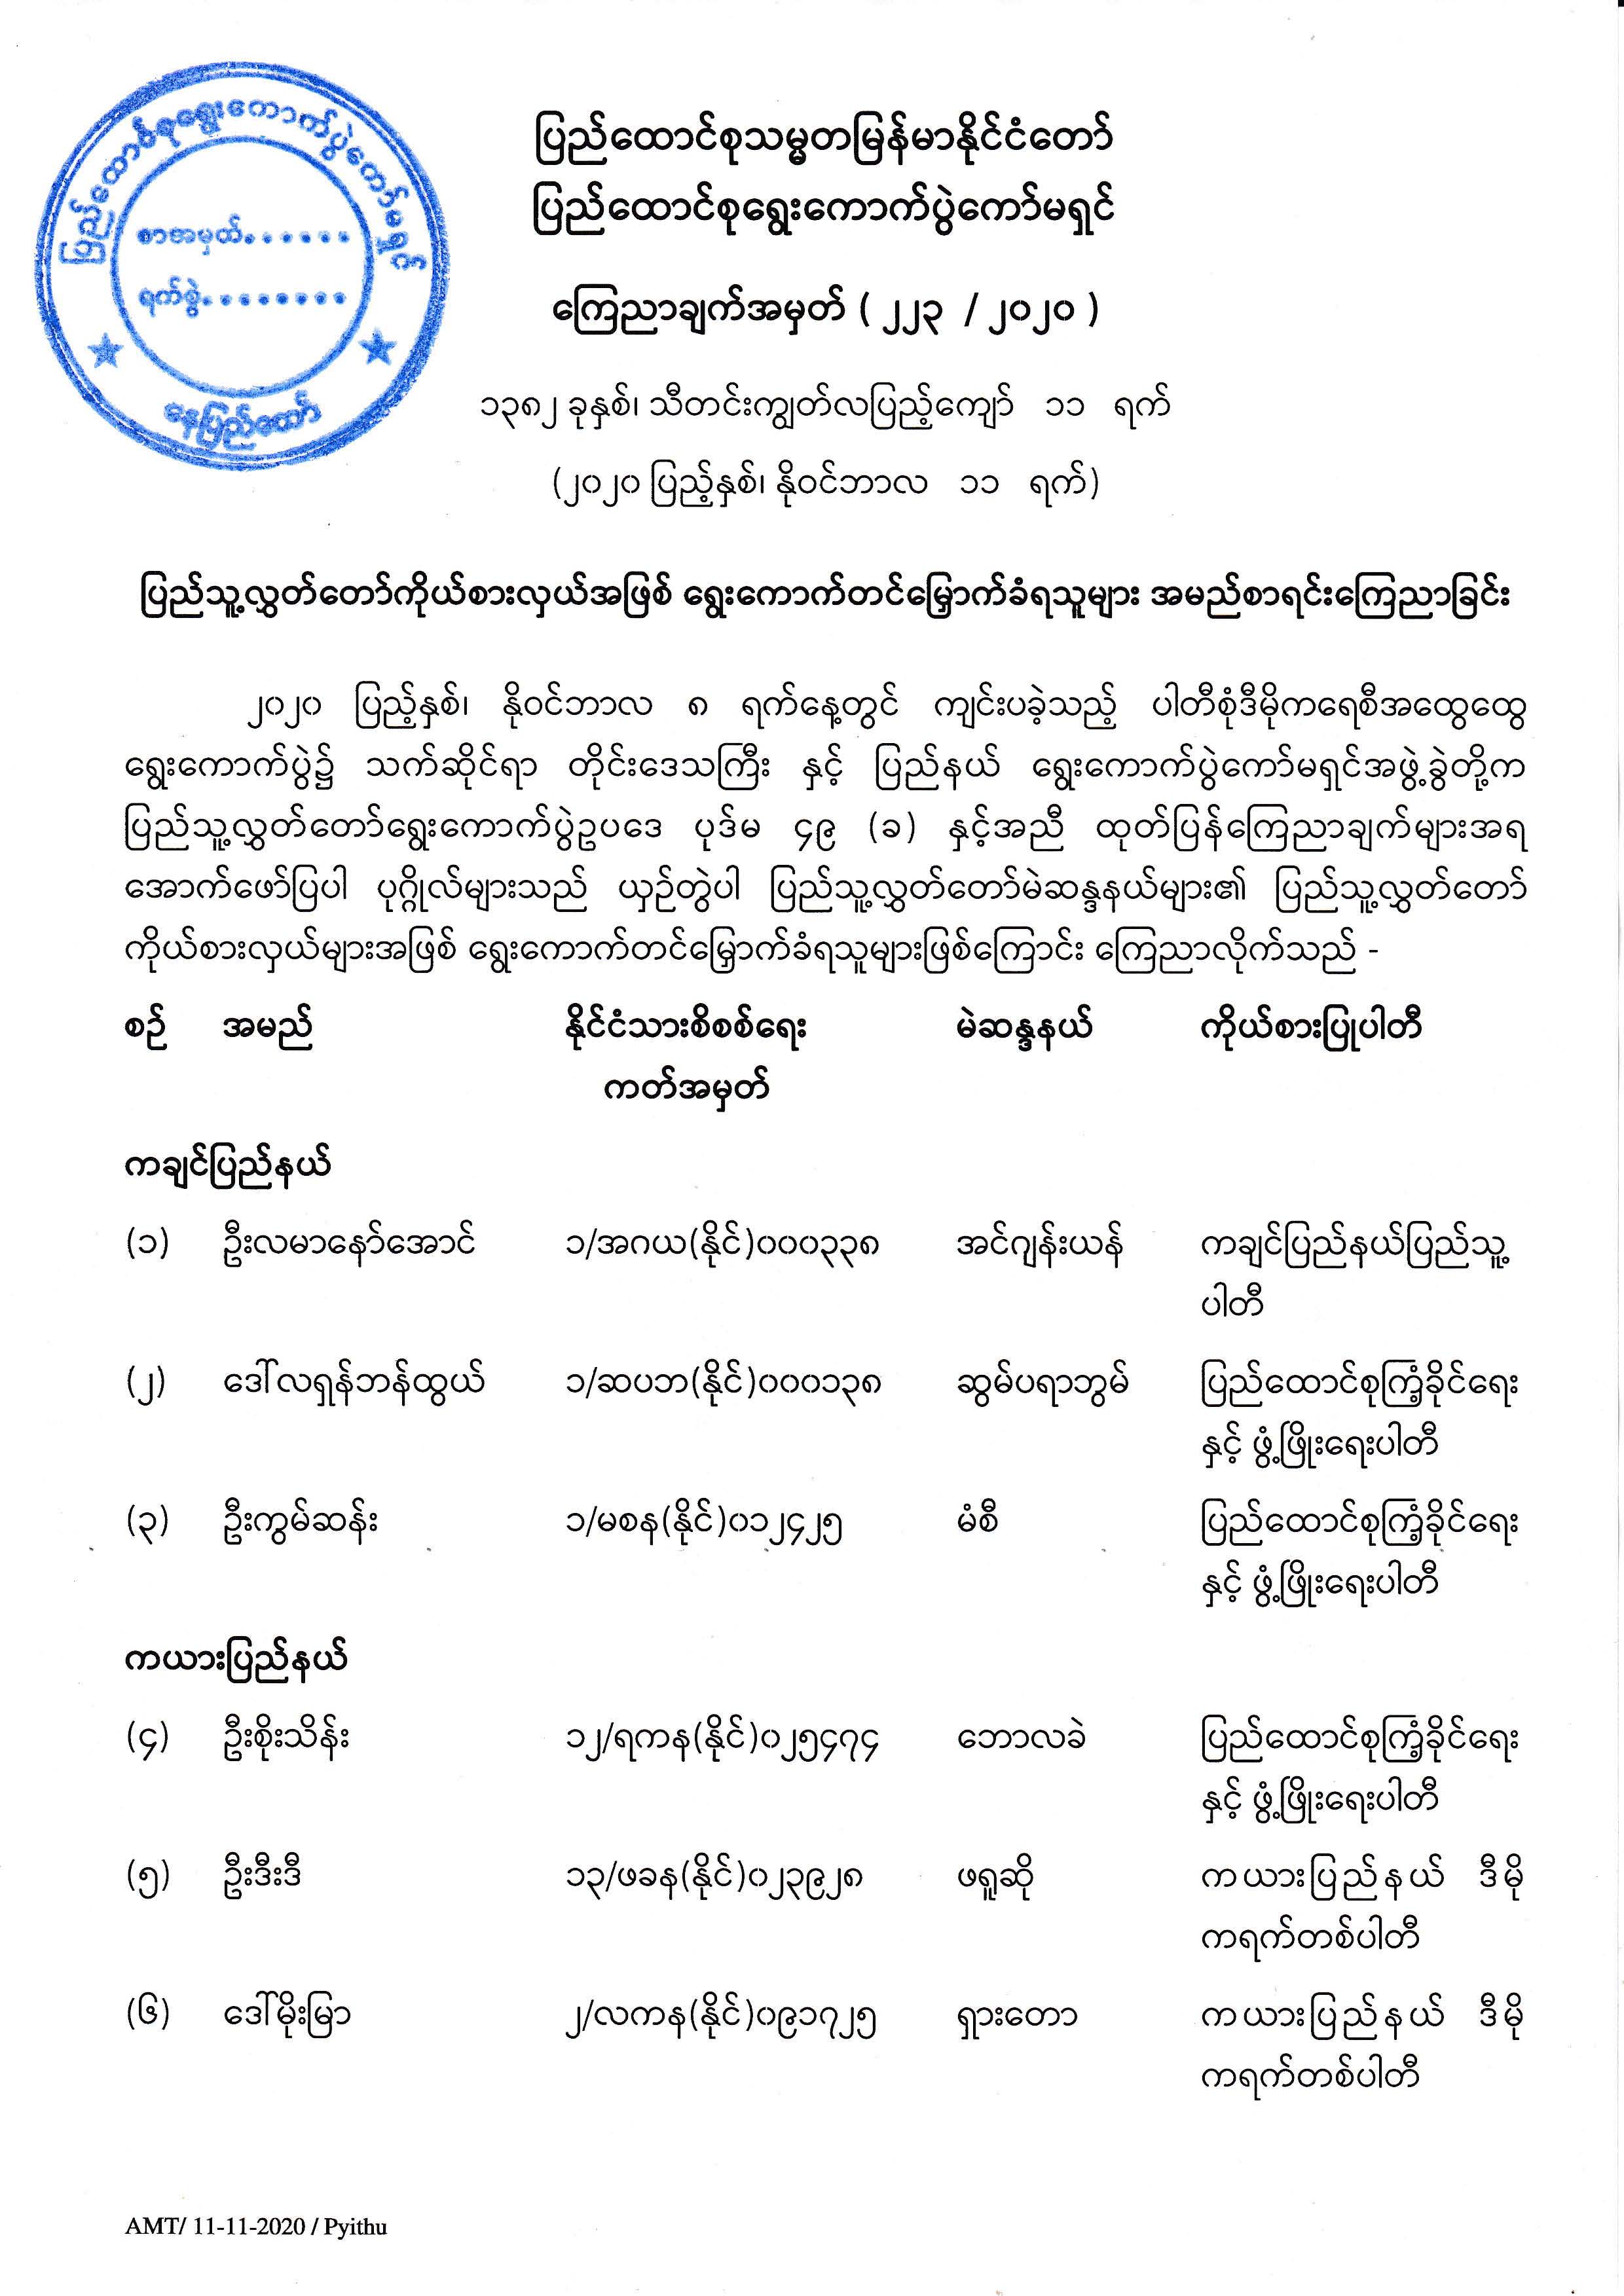 ပြည်ထောင်စုရွေးကောက်ပွဲကော်မရှင်
စာအမှတ်......
ရက်စွဲ.........
နေပြည်တော်
ပြည်ထောင်စုသမ္မတမြန်မာနိုင်ငံတော်
ပြည်ထောင်စုရွေးကောက်ပွဲကော်မရှင်
ကြေညာချက်အမှတ် ( ၂၂၃ / ၂၀၂၀ )
၁၃၈၂ ခုနှစ်၊ သီတင်းကျွတ်လပြည့်ကျော် ၁၁ ရက်
(၂၀၂၀ ပြည့်နှစ်၊ နိုဝင်ဘာလ ၁၁ ရက်)
ပြည်သူ့လွှတ်တော်ကိုယ်စားလှယ်အဖြစ် ရွေးကောက်တင်မြှောက်ခံရသူများ အမည်စာရင်းကြေညာခြင်း
၂၀၂၀ ပြည့်နှစ်၊ နိုဝင်ဘာလ ၈ ရက်နေ့တွင် ကျင်းပခဲ့သည့် ပါတီစုံဒီမိုကရေစီအထွေထွေ
ရွေးကောက်ပွဲ၌ သက်ဆိုင်ရာ တိုင်းဒေသကြီး နှင့် ပြည်နယ် ရွေးကောက်ပွဲကော်မရှင်အဖွဲ့ခွဲတို့က
ပြည်သူ့လွှတ်တော်ရွေးကောက်ပွဲဥပဒေ ပုဒ်မ ၄၉ (ခ) နှင့်အညီ ထုတ်ပြန်ကြေညာချက်များအရ
အောက်ဖော်ပြပါ ပုဂ္ဂိုလ်များသည် ယှဉ်တွဲပါ ပြည်သူ့လွှတ်တော်မဲဆန္ဒနယ်များ၏ ပြည်သူ့လွှတ်တော်
ကိုယ်စားလှယ်များအဖြစ် ရွေးကောက်တင်မြှောက်ခံရသူများဖြစ်ကြောင်း ကြေညာလိုက်သည် -
စဉ် အမည် နိုင်ငံသားစိစစ်ရေး မဲဆန္ဒနယ် ကိုယ်စားပြုပါတီ
ကတ်အမှတ်
ကချင်ပြည်နယ်
(၁) ဦးလမာနော်အောင် ၁/အဂယ(နိုင်)၀၀၀၃၃၈ အင်ဂျန်းယန် ကချင်ပြည်နယ်ပြည်သူ့
ပါတီ
(၂) ဒေါ်လရှန်ဘန်ထွယ် ၁/ဆပဘ(နိုင်)၀၀၀၁၃၈ ဆွမ်ပရာဘွမ် ပြည်ထောင်စုကြံ့ခိုင်ရေး
နှင့် ဖွံ့ဖြိုးရေးပါတီ
(၃) ဦးကွမ်ဆန်း ၁/မစန(နိုင်)၀၁၂၄၂၅ မံစီ ပြည်ထောင်စုကြံ့ခိုင်ရေး
နှင့် ဖွံ့ဖြိုးရေးပါတီ
ကယားပြည်နယ်
(၄) ဦးစိုးသိန်း ၁၂/ရကန(နိုင်)၀၂၅၄၇၄ ဘောလခဲ ပြည်ထောင်စုကြံ့ခိုင်ရေး
နှင့် ဖွံ့ဖြိုးရေးပါတီ
(၅) ဦးဒီးဒီ ၁၃/ဖခန(နိုင်)၀၂၃၉၂၈ ဖရူဆို ကယားပြည်နယ် ဒီမို
ကရက်တစ်ပါတီ
(၆) ဒေါ်မိုးမြာ ၂/လကန(နိုင်)၀၉၁၇၂၅ ရှားတော ကယားပြည်နယ် ဒီမို
ကရက်တစ်ပါတီ
AMT/ 11-11-2020 / Pyithu